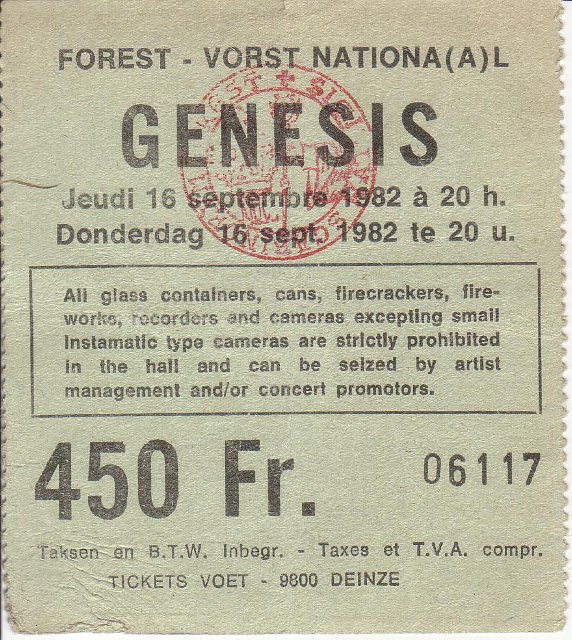 FOREST - VORST NATIONA(A)L
GENESIS
Jeudi 16 septembre 1982 à 20 h.
Donderdag 16 sept. 1982 te 20 u.
All glass containers, cans, firecrackers, fire-
works, recorders and cameras excepting small
Instamatic type cameras are strictly prohibited
in the hall and can be seized by artist
management and/or concert promotors.
450 Fr.
06117
Taksen en B.T.W. Inbegr. - Taxes et T.V.A. compr.
TICKETS VOET - 9800 DEINZE